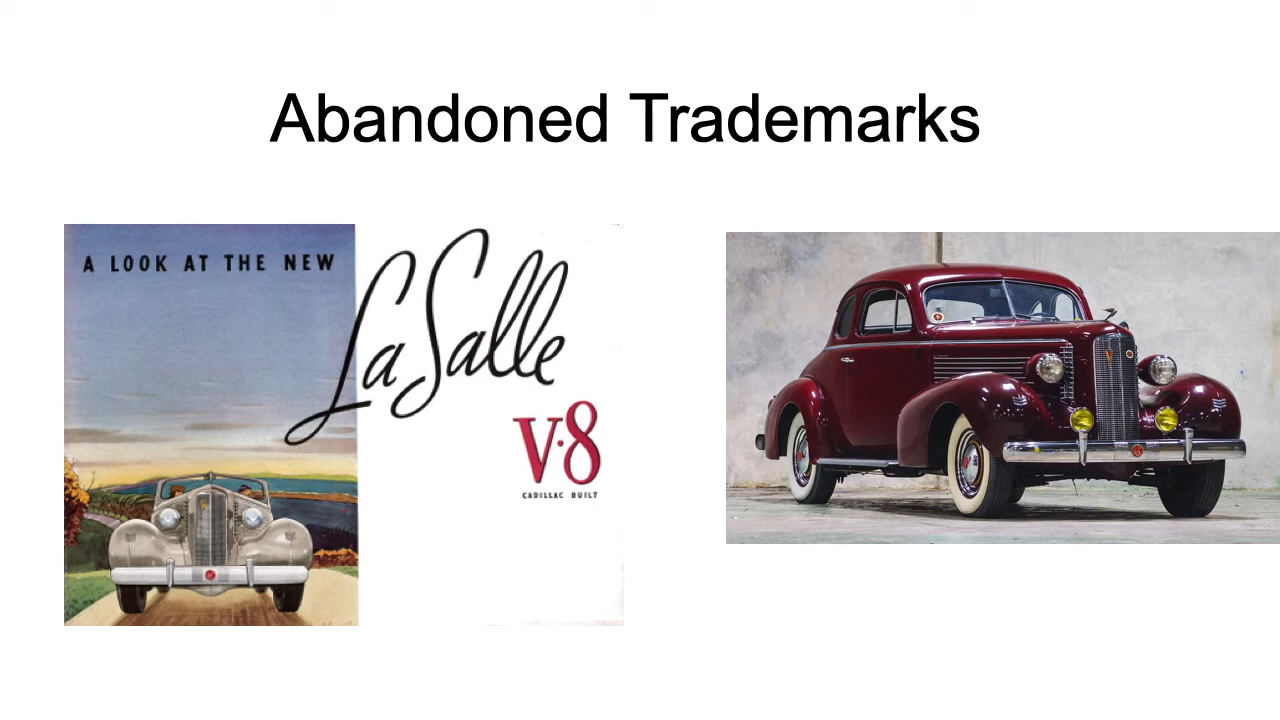 Abandoned Trademarks
A LOOK AT THE NEW
LaSalle
V·8
CADILLAC BUILT